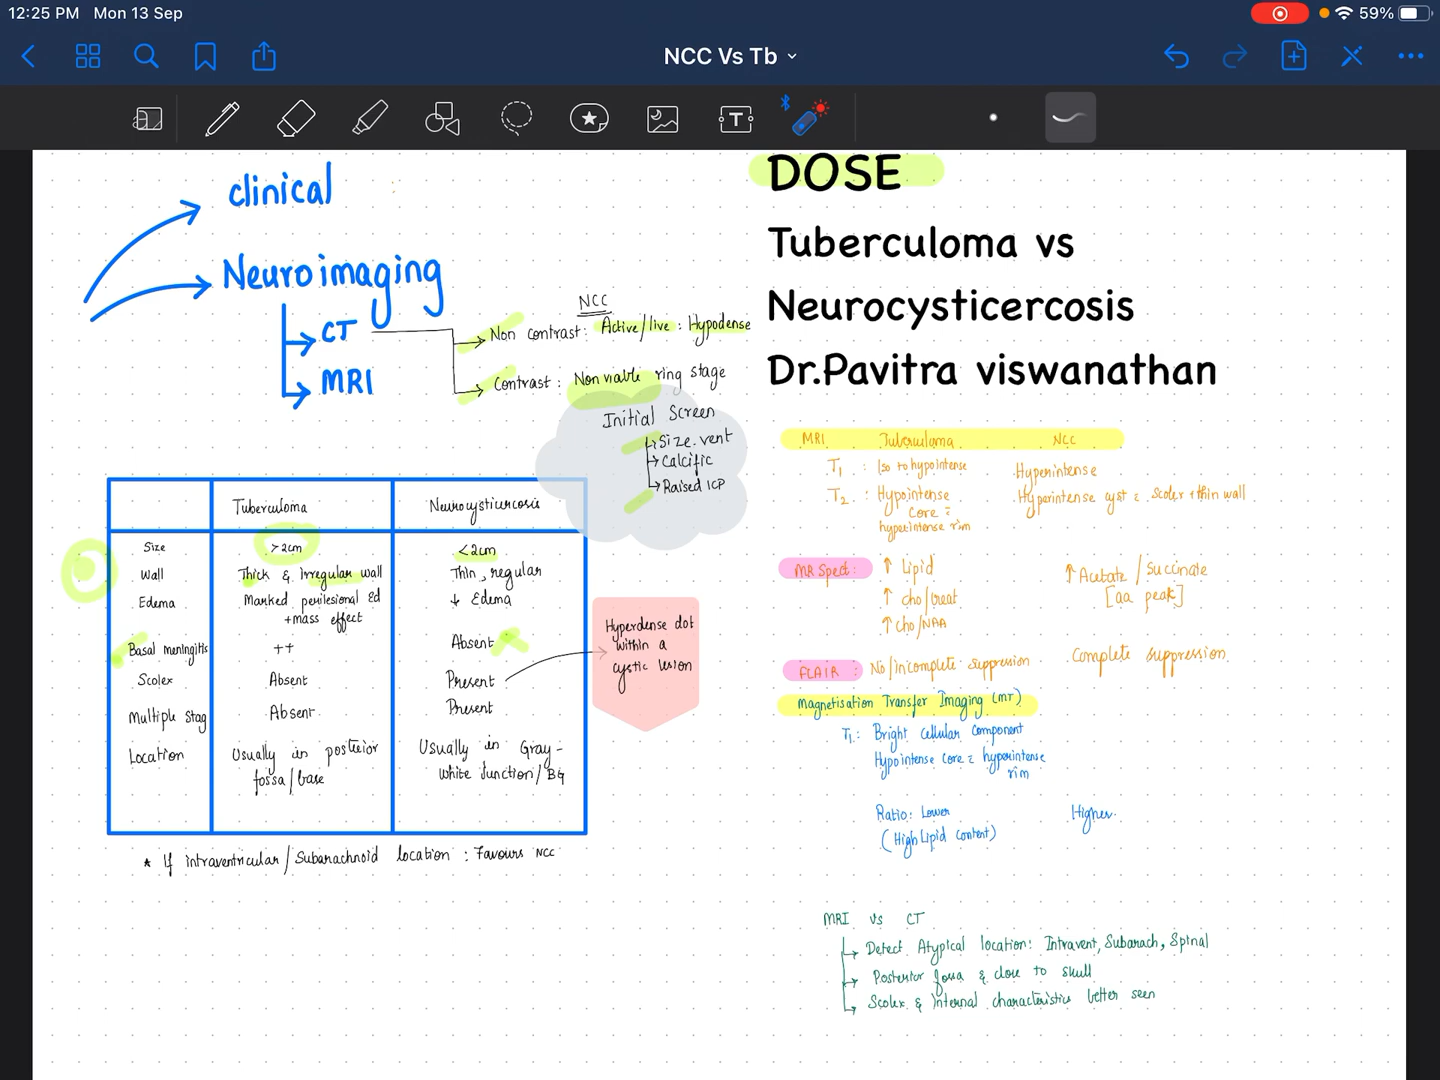 12:25 PM Mon 13 Sep
59%
NCC Vs Tb
T
clinical
Neuroimaging
CT
MRI
NCC
Non contrast: Active/live : Hypodense
Contrast : Non viable ring stage
Initial Screen
Size. vent
Calcific
Raised ICP
Tuberculoma Neurocysticercosis
Size >2cm <2cm
Wall Thick & irregular wall Thin, regular
Edema Marked perilesional Ed ↓ Edema
+mass effect
Basal meningitis ++ Absent
Scolex Absent Present
Multiple stag Absent Present
Location Usually in posterior Usually in Gray-
fossa/base white junction/BG
Hyperdense dot
within a
cystic lesion
* If intraventricular/Subarachnoid location : Favours NCC
DOSE
Tuberculoma vs
Neurocysticercosis
Dr.Pavitra viswanathan
MRI Tuberculoma NCC
T1 : Iso to hypointense Hyperintense
T2 : Hypointense Hyperintense cyst c̄ Scolex + thin wall
core c̄
hyperintense rim
MR Spect: ↑ Lipid ↑ Acetate/Succinate
↑ cho/creat [aa peak]
↑ cho/NAA
FLAIR : No/Incomplete Suppression Complete suppression
Magnetisation Transfer Imaging (MT)
T1: Bright cellular component
Hypointense core c̄ hyperintense
rim
Ratio: Lower Higher.
(High Lipid content)
MRI vs CT
Detect Atypical location: Intravent, Subarach, Spinal
Posterior fossa & close to skull
Scolex & internal characteristics better seen